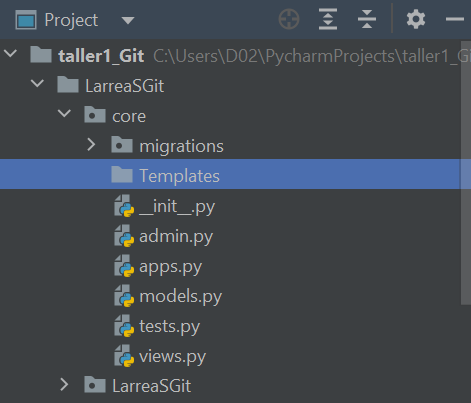 Project
taller1_Git C:\Users\D02\PycharmProjects\taller1_Gi
LarreaSGit
core
migrations
Templates
__init__.py
admin.py
apps.py
models.py
tests.py
views.py
LarreaSGit